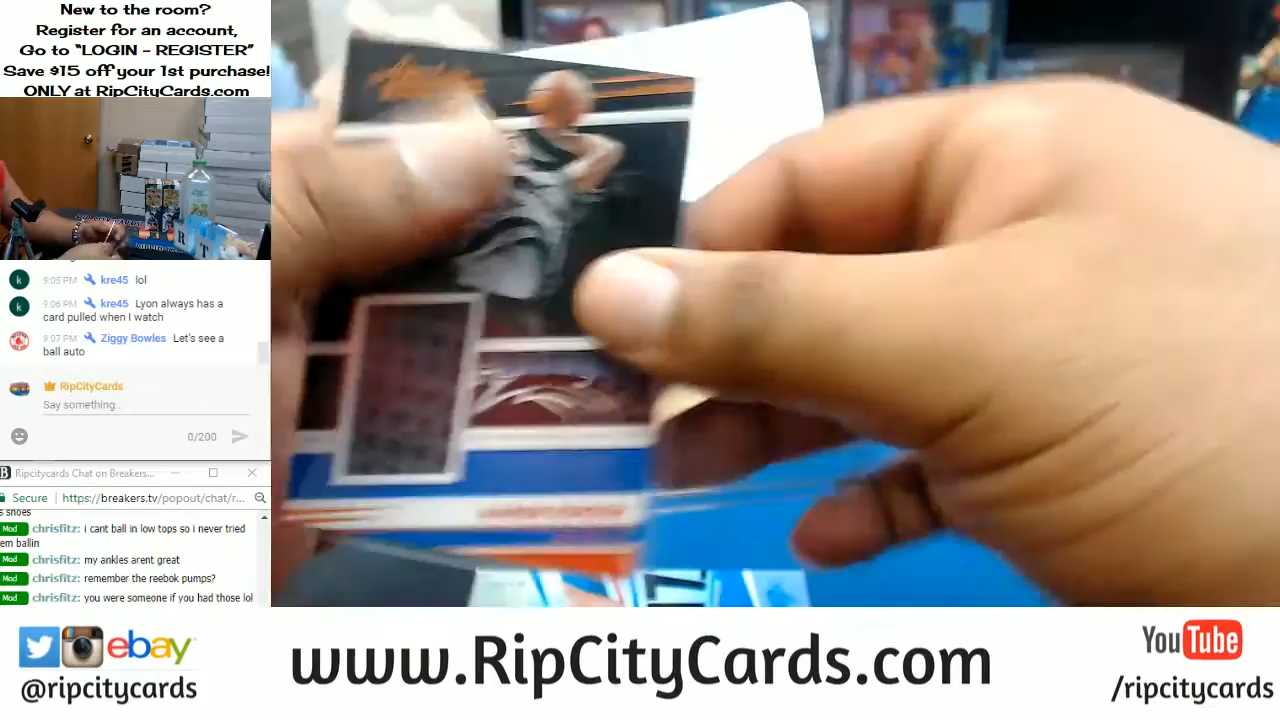 New to the room?
Register for an account,
Go to “LOGIN - REGISTER”
Save $15 off your 1st purchase!
ONLY at RipCityCards.com
k 9:05 PM kre45 lol
k 9:06 PM kre45 Lyon always has a
card pulled when I watch
9:07 PM Ziggy Bowles Let's see a
ball auto
RipCityCards
Say something..
0/200
B Ripcitycards Chat on Breakers...
Secure https://breakers.tv/popout/chat/r...
s shoes
Mod chrisfitz: i cant ball in low tops so i never tried
em ballin
Mod chrisfitz: my ankles arent great
Mod chrisfitz: remember the reebok pumps?
Mod chrisfitz: you were someone if you had those lol
ebay
@ripcitycards
www.RipCityCards.com
YouTube
/ripcitycards